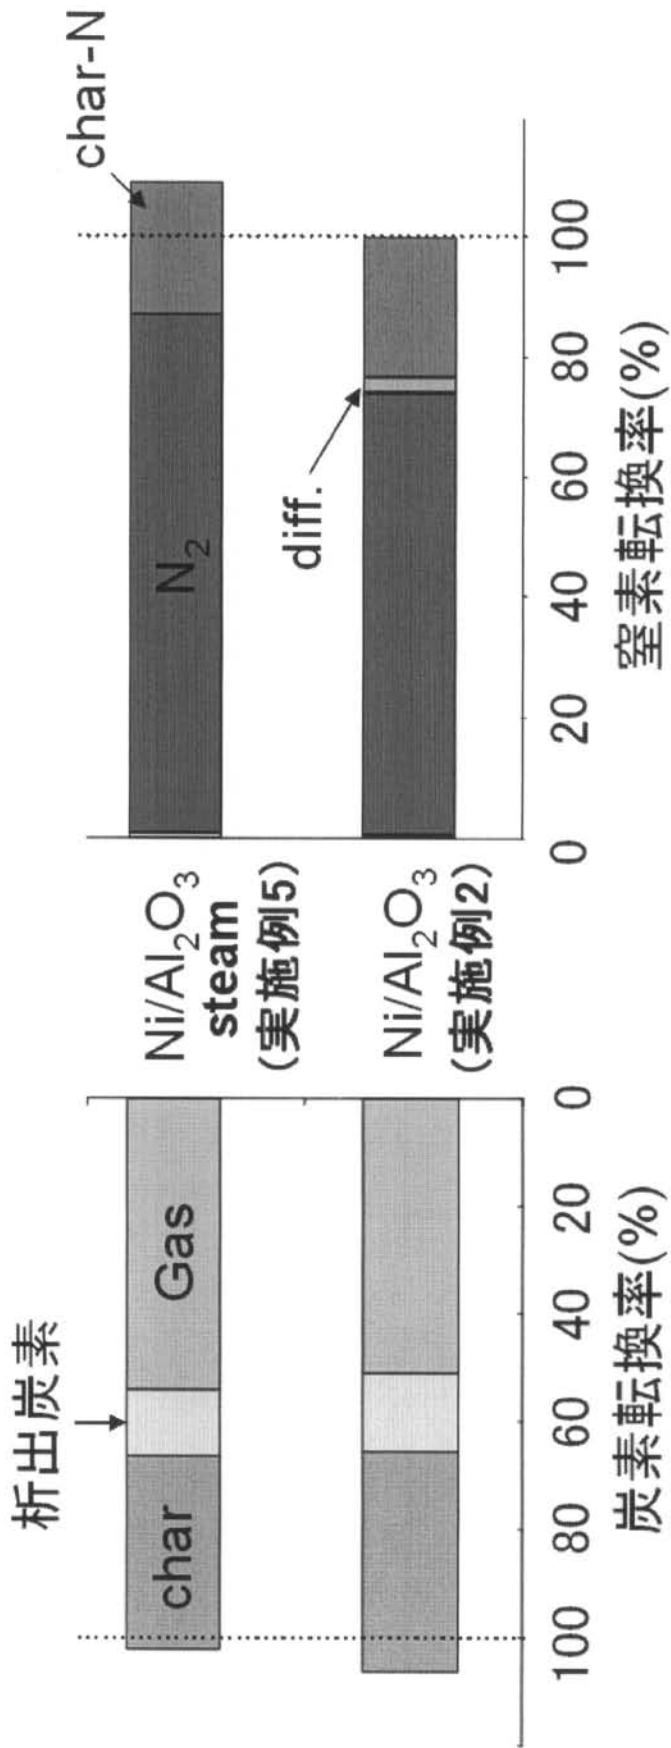 析出炭素
char
Gas
Ni/Al₂O₃
steam
(実施例5)
N₂
char-N
Ni/Al₂O₃
(実施例2)
diff.
100
80
60
40
20
0
炭素転換率(%)
0
20
40
60
80
100
窒素転換率(%)